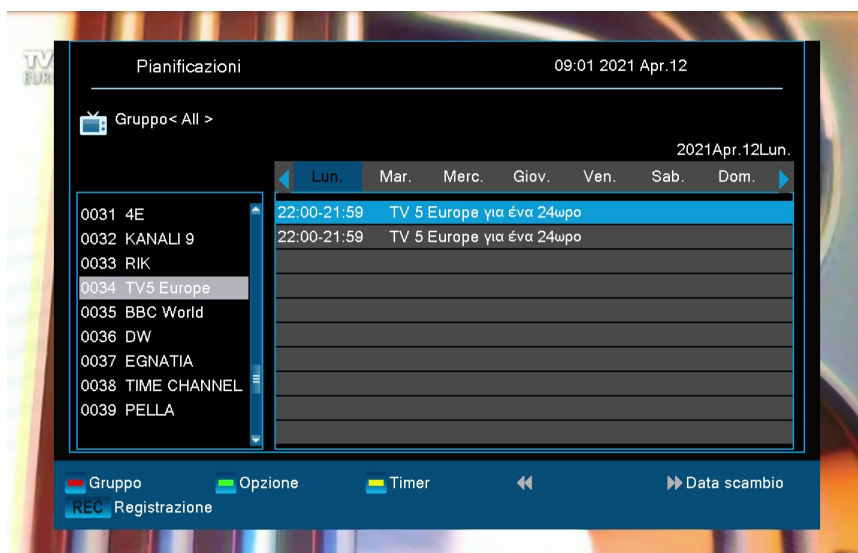 TV
EUR
Pianificazioni 09:01 2021 Apr.12
Gruppo< All >
2021Apr.12Lun.
Lun. Mar. Merc. Giov. Ven. Sab. Dom.
0031 4E
0032 KANALI 9
0033 RIK
0034 TV5 Europe
0035 BBC World
0036 DW
0037 EGNATIA
0038 TIME CHANNEL
0039 PELLA
22:00-21:59 TV 5 Europe για ένα 24ωρο
22:00-21:59 TV 5 Europe για ένα 24ωρο
Gruppo Opzione Timer Data scambio
REC Registrazione